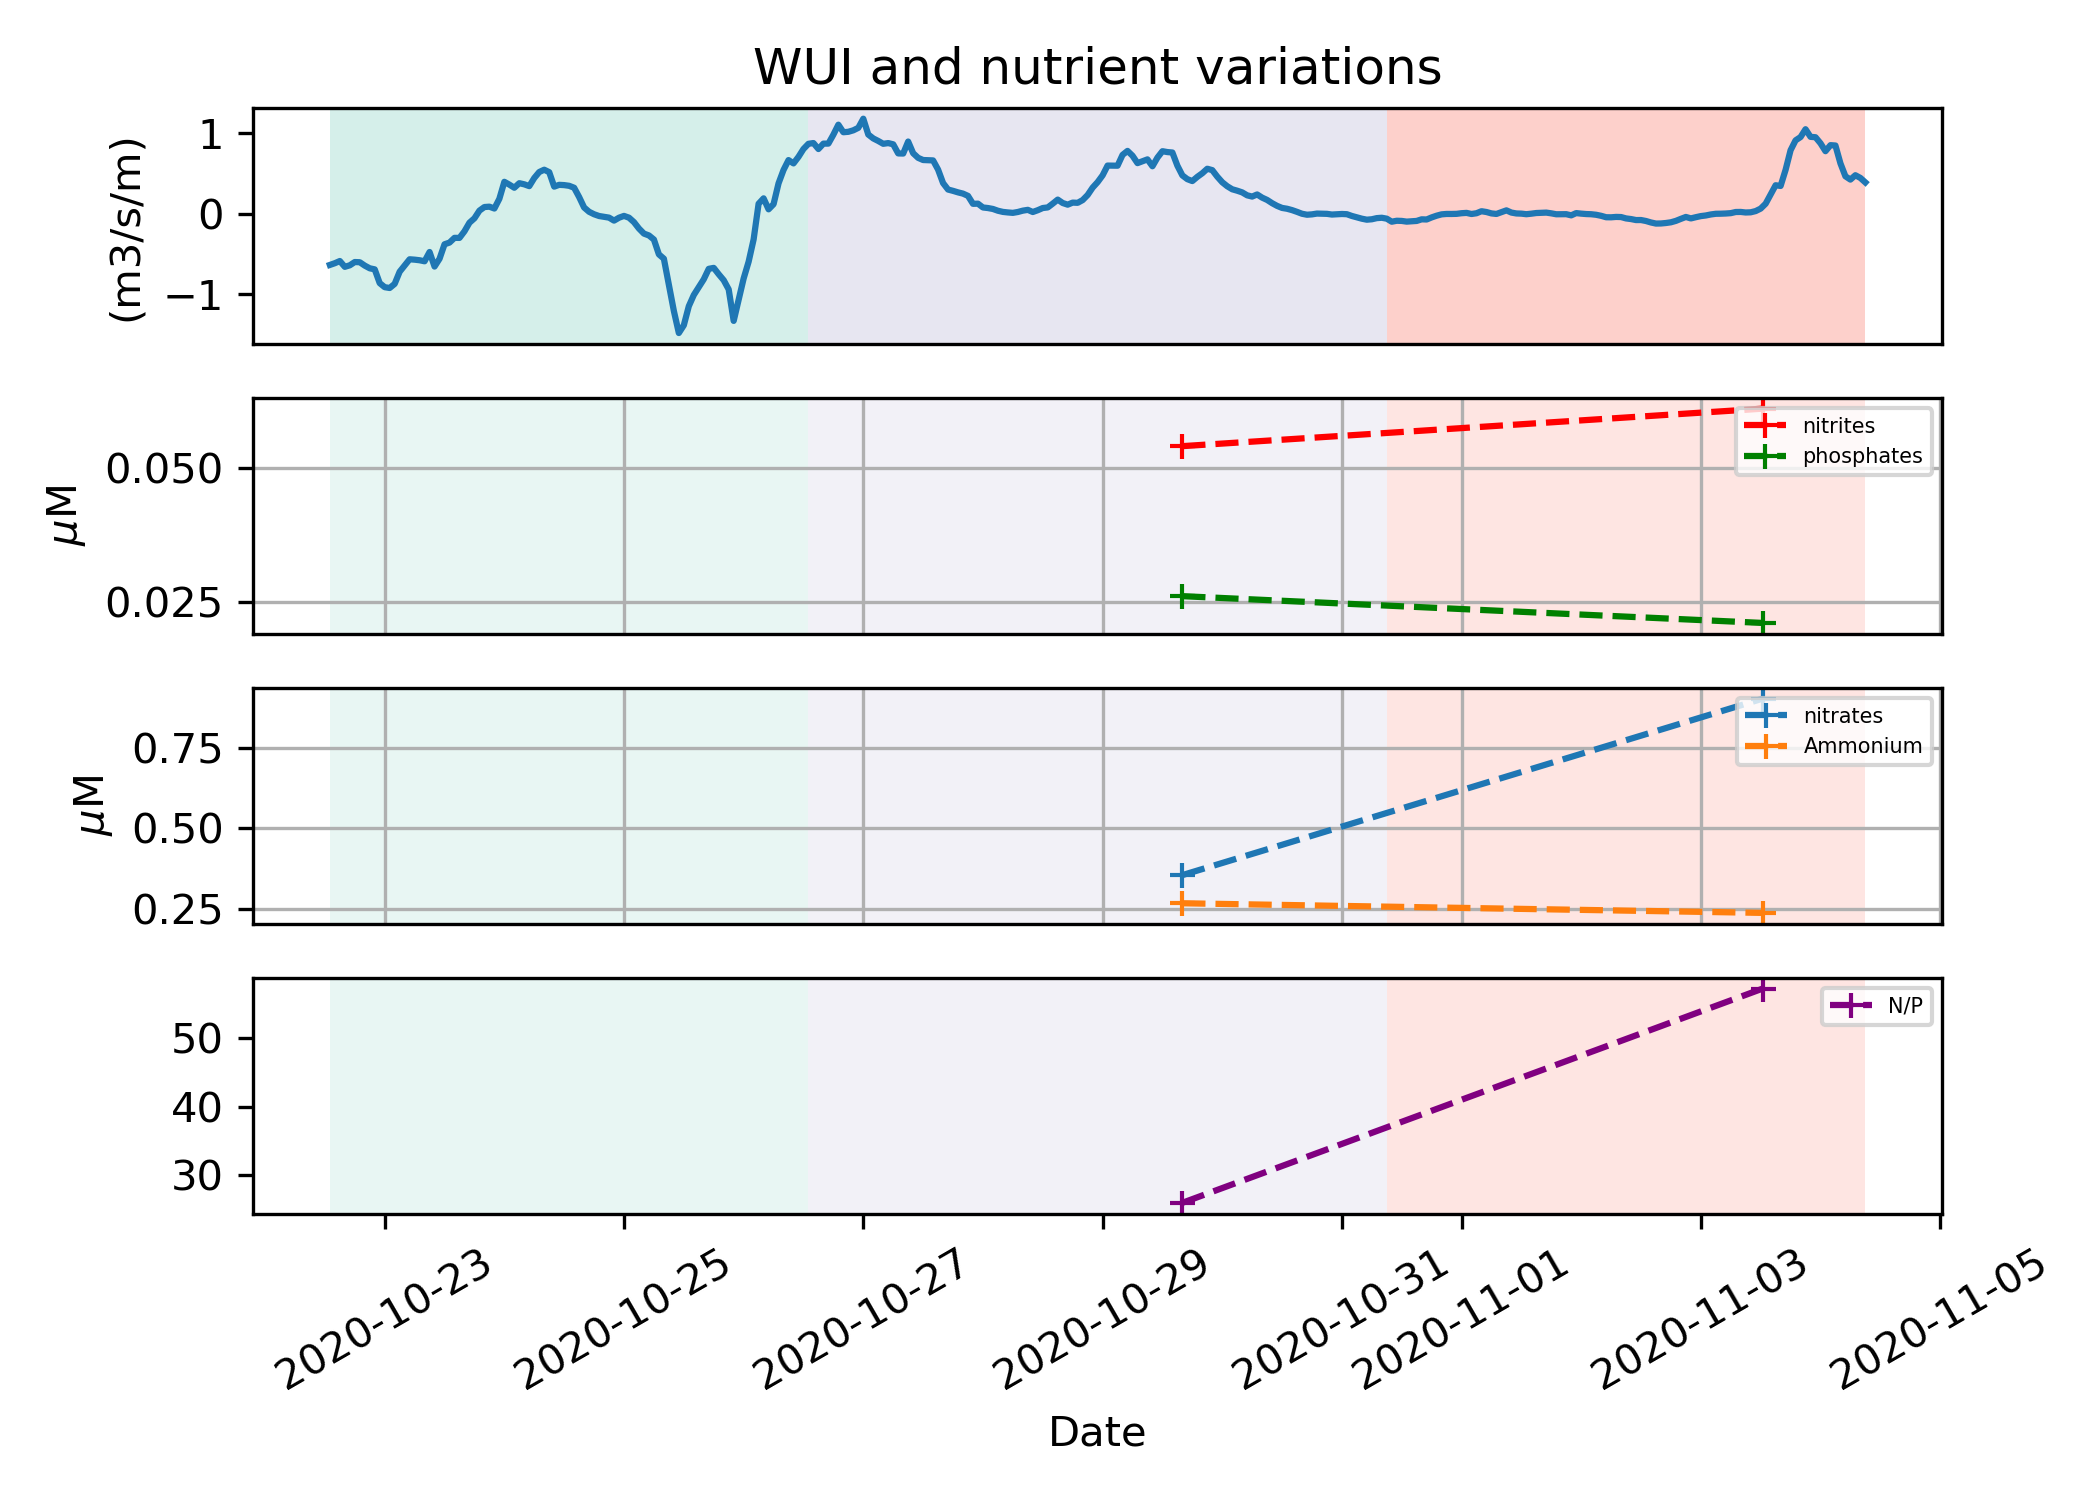 WUI and nutrient variations
(m3/s/m)
1
0
−1
μM
0.050
0.025
nitrites
phosphates
μM
0.75
0.50
0.25
nitrates
Ammonium
50
40
30
N/P
2020-10-23
2020-10-25
2020-10-27
2020-10-29
2020-10-31
2020-11-01
2020-11-03
2020-11-05
Date